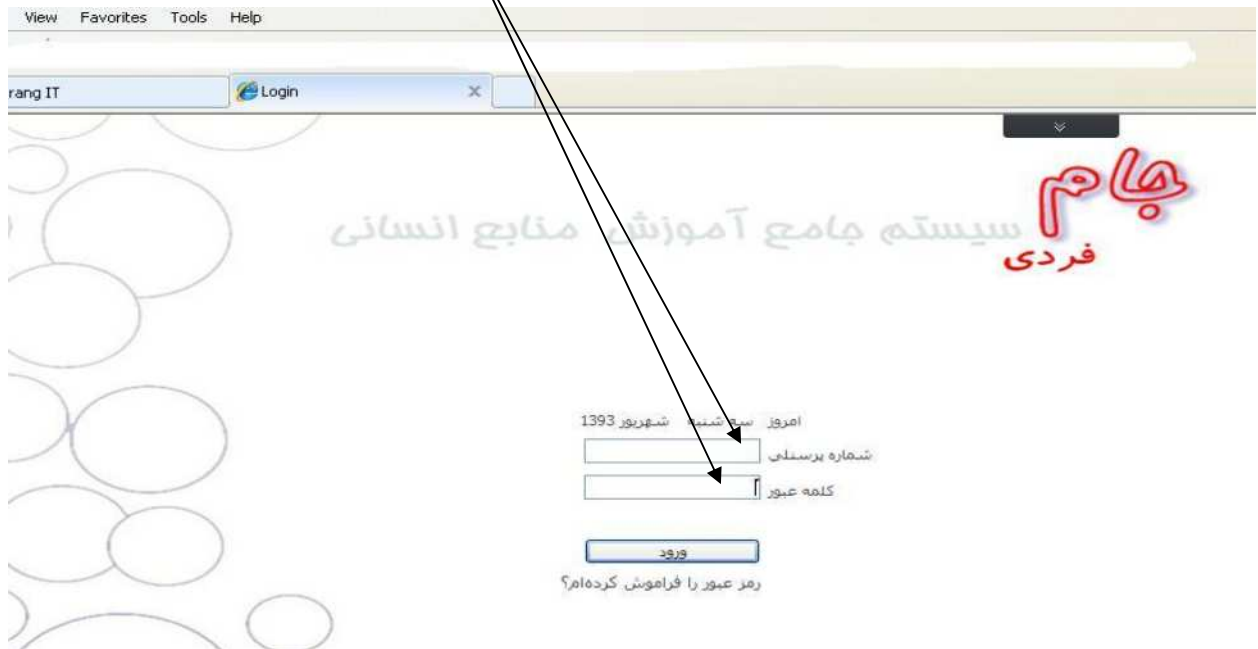 View Favorites Tools Help
rang IT
Login
جام
فردی
سیستم جامع آموزش منابع انسانی
امروز سه شنبه شهریور 1393
شماره پرسنلی
کلمه عبور
ورود
رمز عبور را فراموش کرده‌ام؟